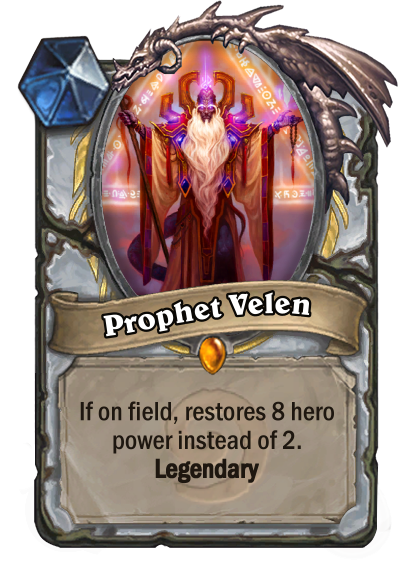 Prophet Velen
If on field, restores 8 hero
power instead of 2.
Legendary